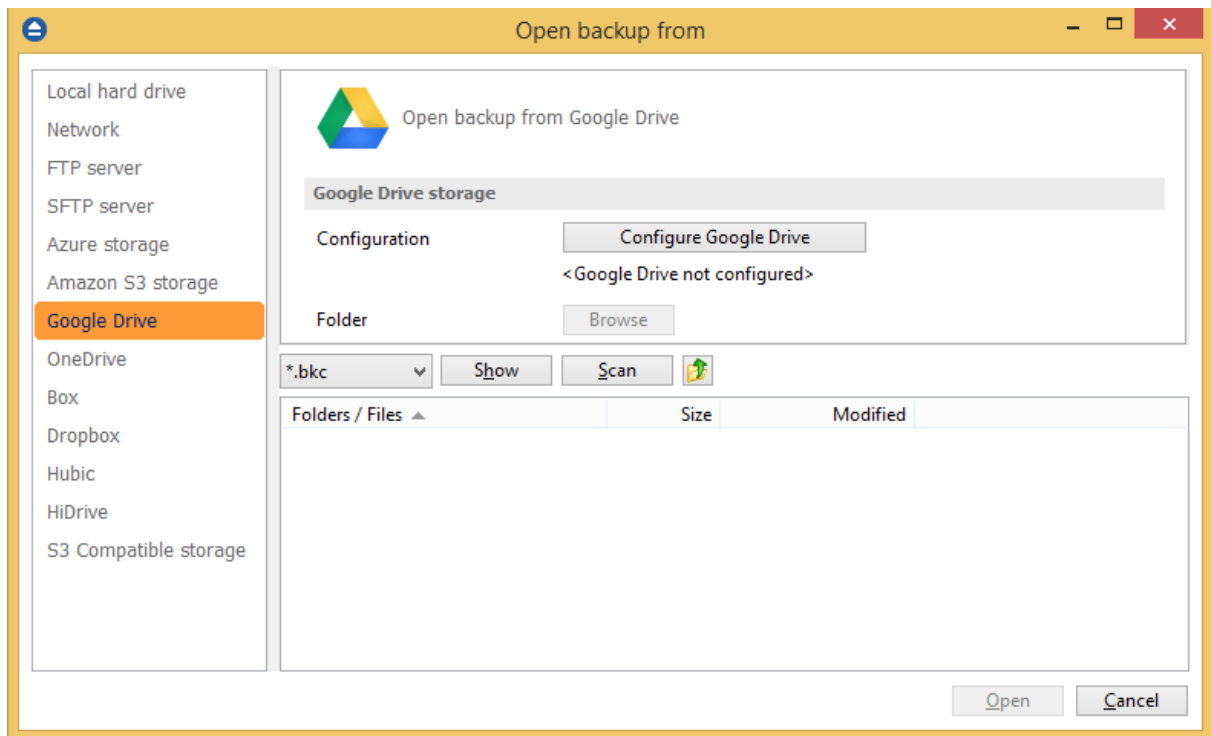 Open backup from
Local hard drive
Network
FTP server
SFTP server
Azure storage
Amazon S3 storage
Google Drive
OneDrive
Box
Dropbox
Hubic
HiDrive
S3 Compatible storage
Open backup from Google Drive
Google Drive storage
Configuration Configure Google Drive
<Google Drive not configured>
Folder Browse
*.bkc Show Scan
Folders / Files Size Modified
Open Cancel